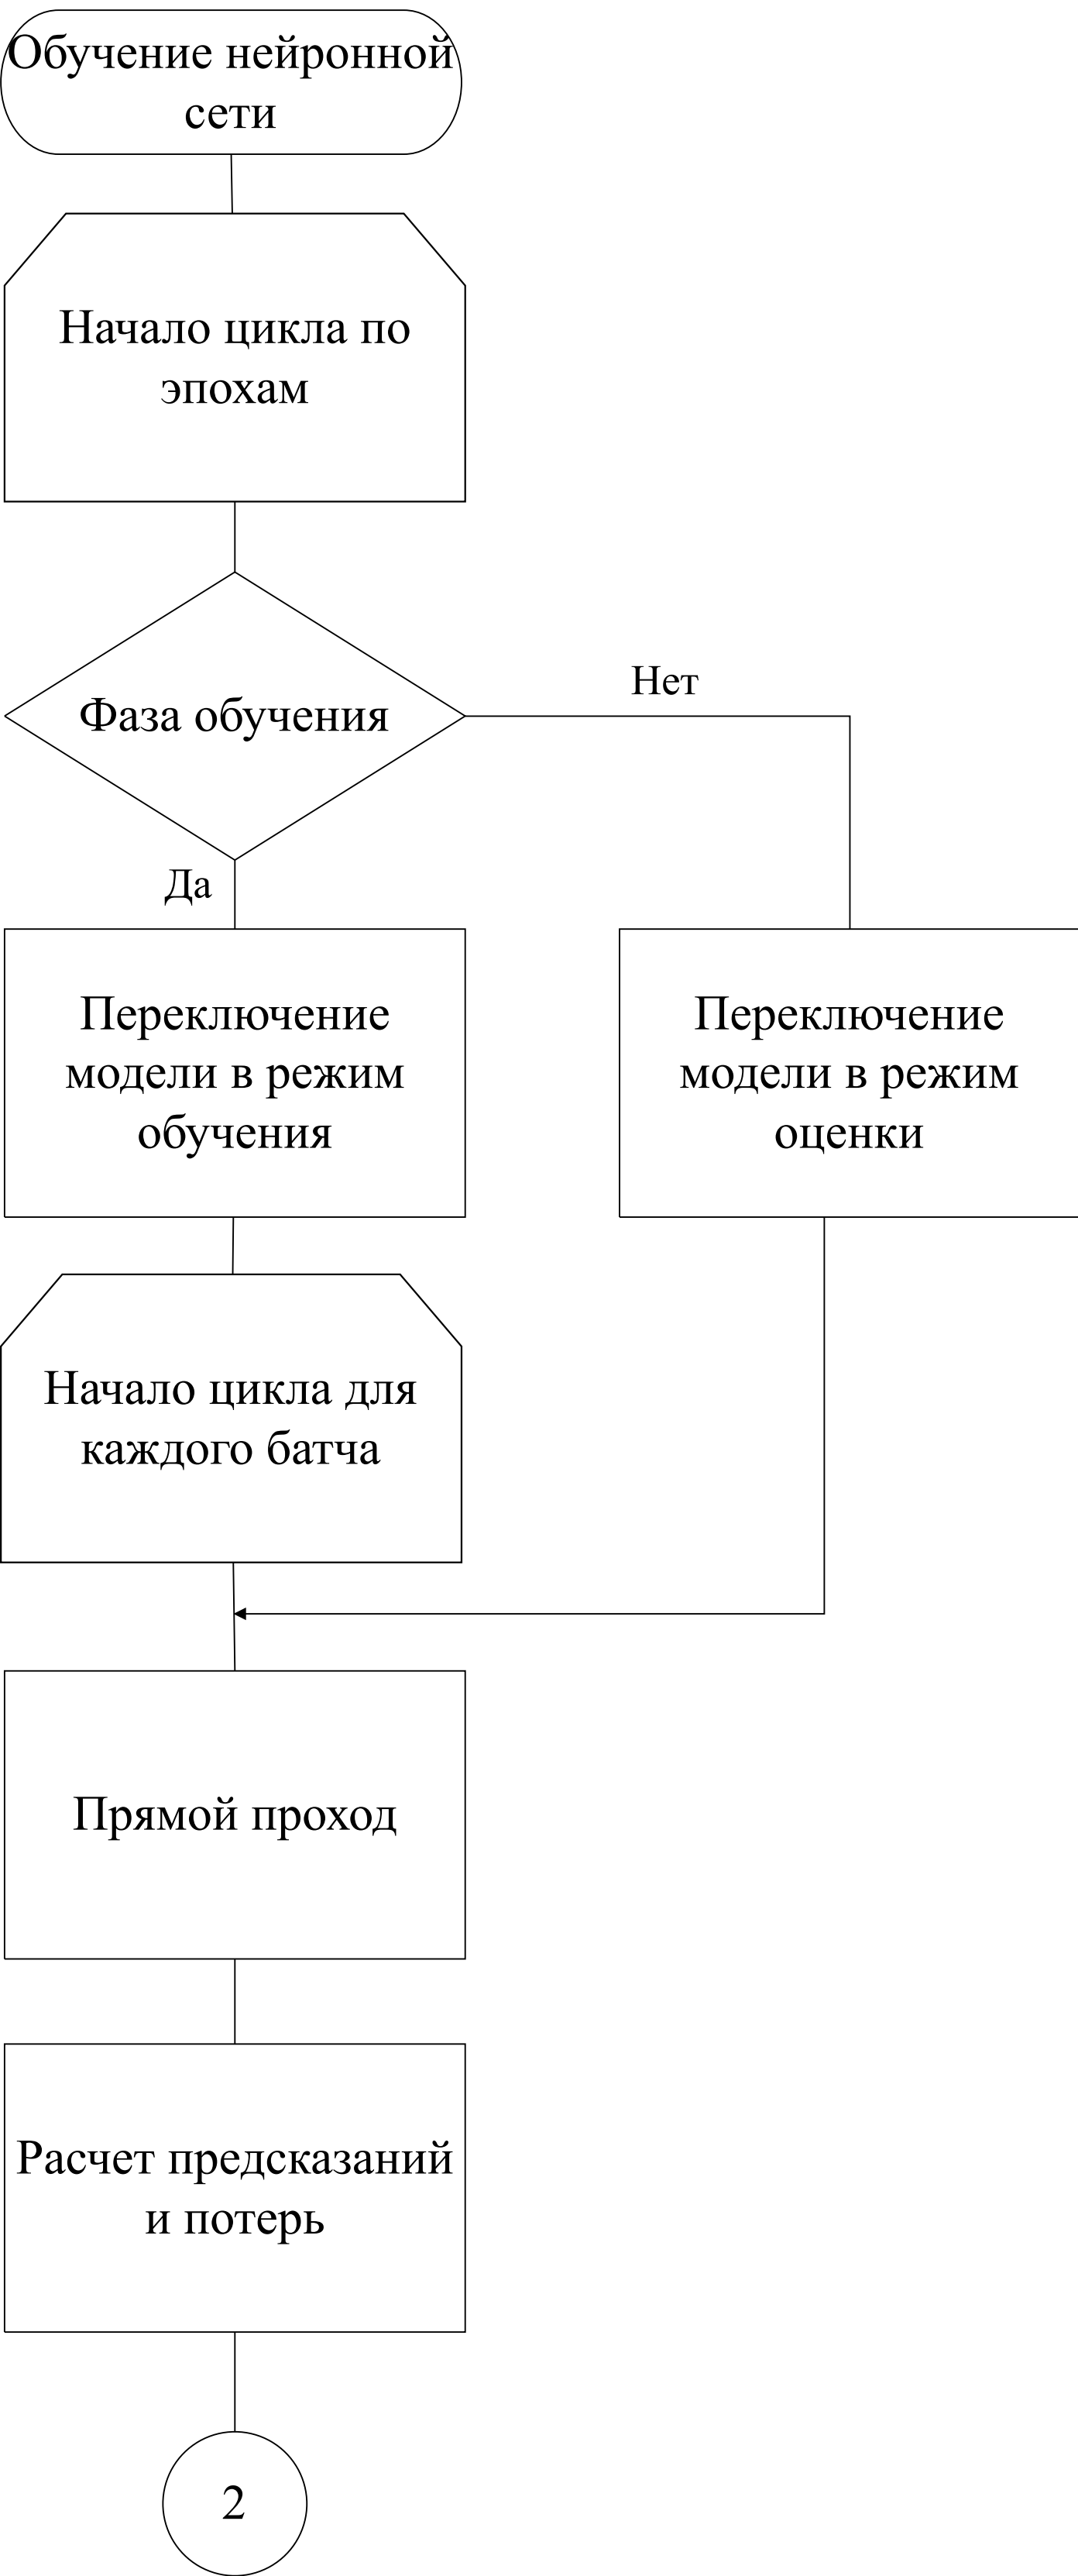 Обучение нейронной
сети
Начало цикла по
эпохам
Фаза обучения
Нет
Да
Переключение
модели в режим
обучения
Переключение
модели в режим
оценки
Начало цикла для
каждого батча
Прямой проход
Расчет предсказаний
и потерь
2